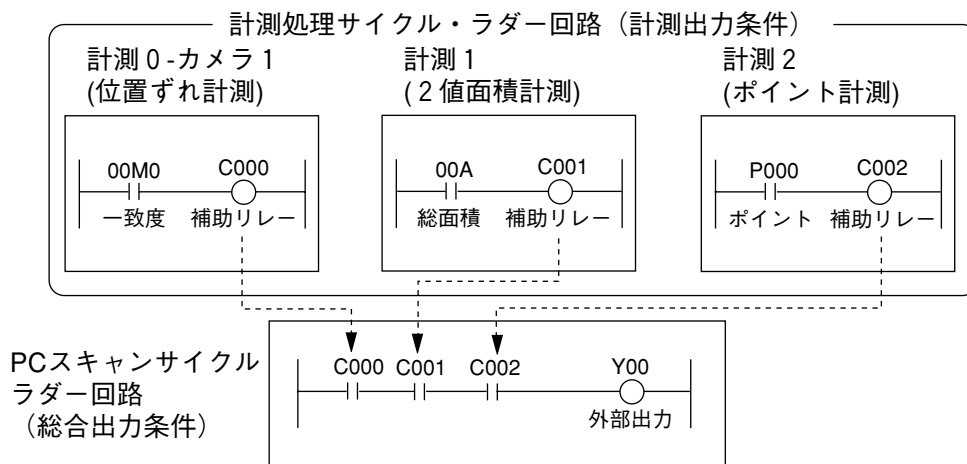 計測処理サイクル・ラダー回路（計測出力条件）
計測 0 -カメラ 1
(位置ずれ計測)
00M0
C000
一致度
補助リレー
計測 1
( 2 値面積計測)
00A
C001
総面積
補助リレー
計測 2
(ポイント計測)
P000
C002
ポイント
補助リレー
PCスキャンサイクル
ラダー回路
（総合出力条件）
C000 C001 C002 Y00
外部出力